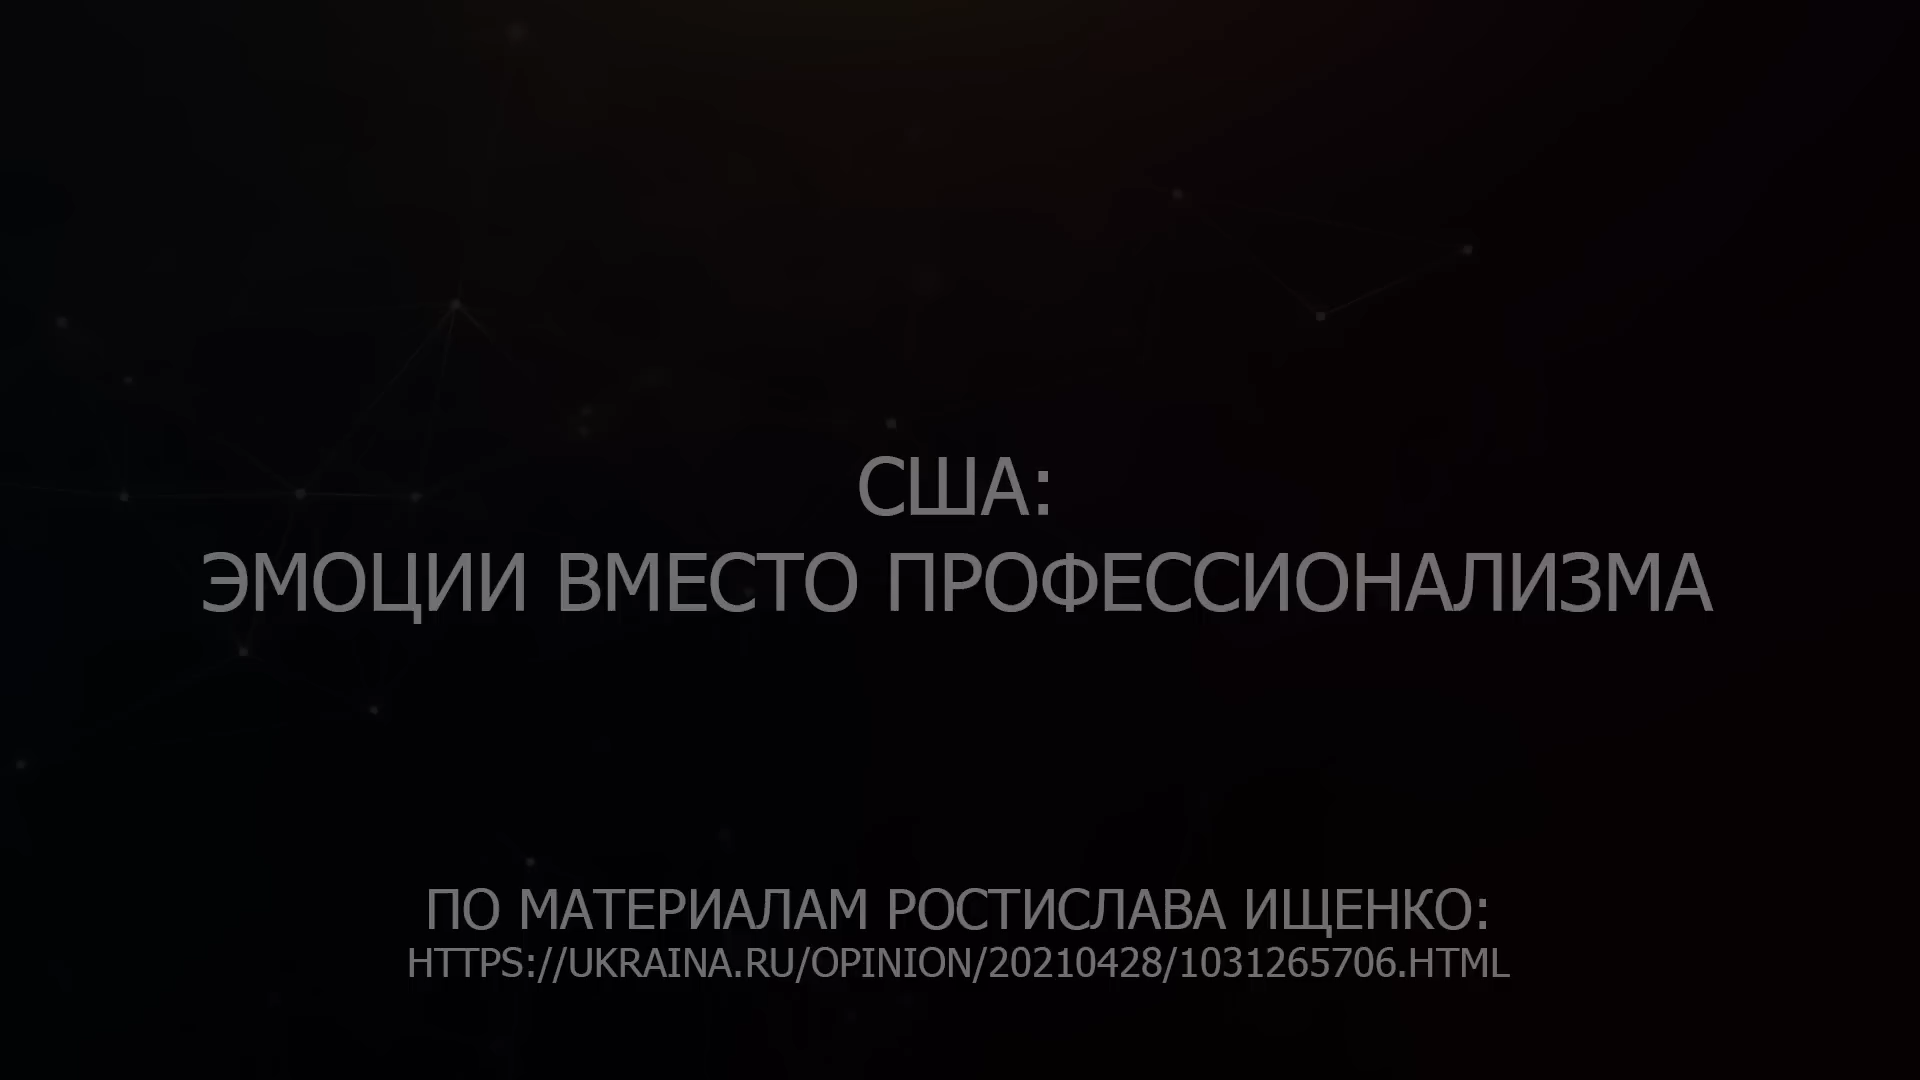 США:
ЭМОЦИИ ВМЕСТО ПРОФЕССИОНАЛИЗМА
ПО МАТЕРИАЛАМ РОСТИСЛАВА ИЩЕНКО:
HTTPS://UKRAINA.RU/OPINION/20210428/1031265706.HTML